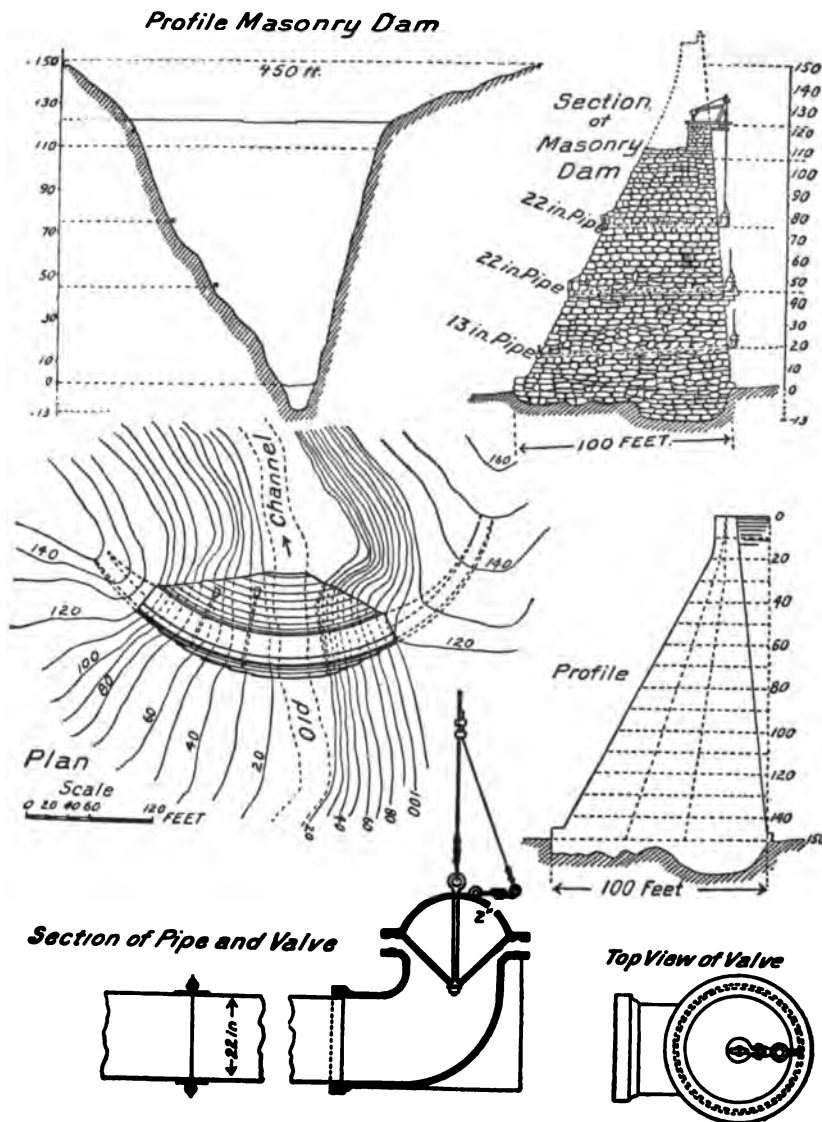 Profile Masonry Dam
450 ft.
150
130
110
90
70
50
30
10
0
-13
Section
of
Masonry
Dam
22 in. Pipe
22 in. Pipe
13 in. Pipe
150
140
130
120
110
100
90
80
70
60
50
40
30
20
10
0
-13
100 FEET.
Channel
160
140
140
120
120
100
80
60
40
20
Old
20
40
60
80
100
Plan
Scale
0 20 40 60 120
FEET
Profile
0
20
40
60
80
100
120
140
150
100 Feet
Section of Pipe and Valve
2"
22 in
Top View of Valve